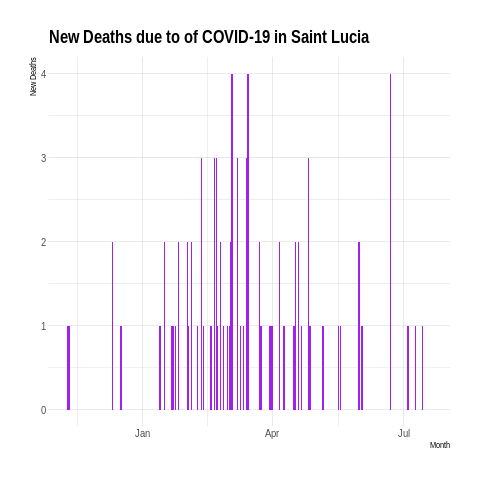 New Deaths due to of COVID-19 in Saint Lucia
New Deaths
4
3
2
1
0
Jan Apr Jul
Month